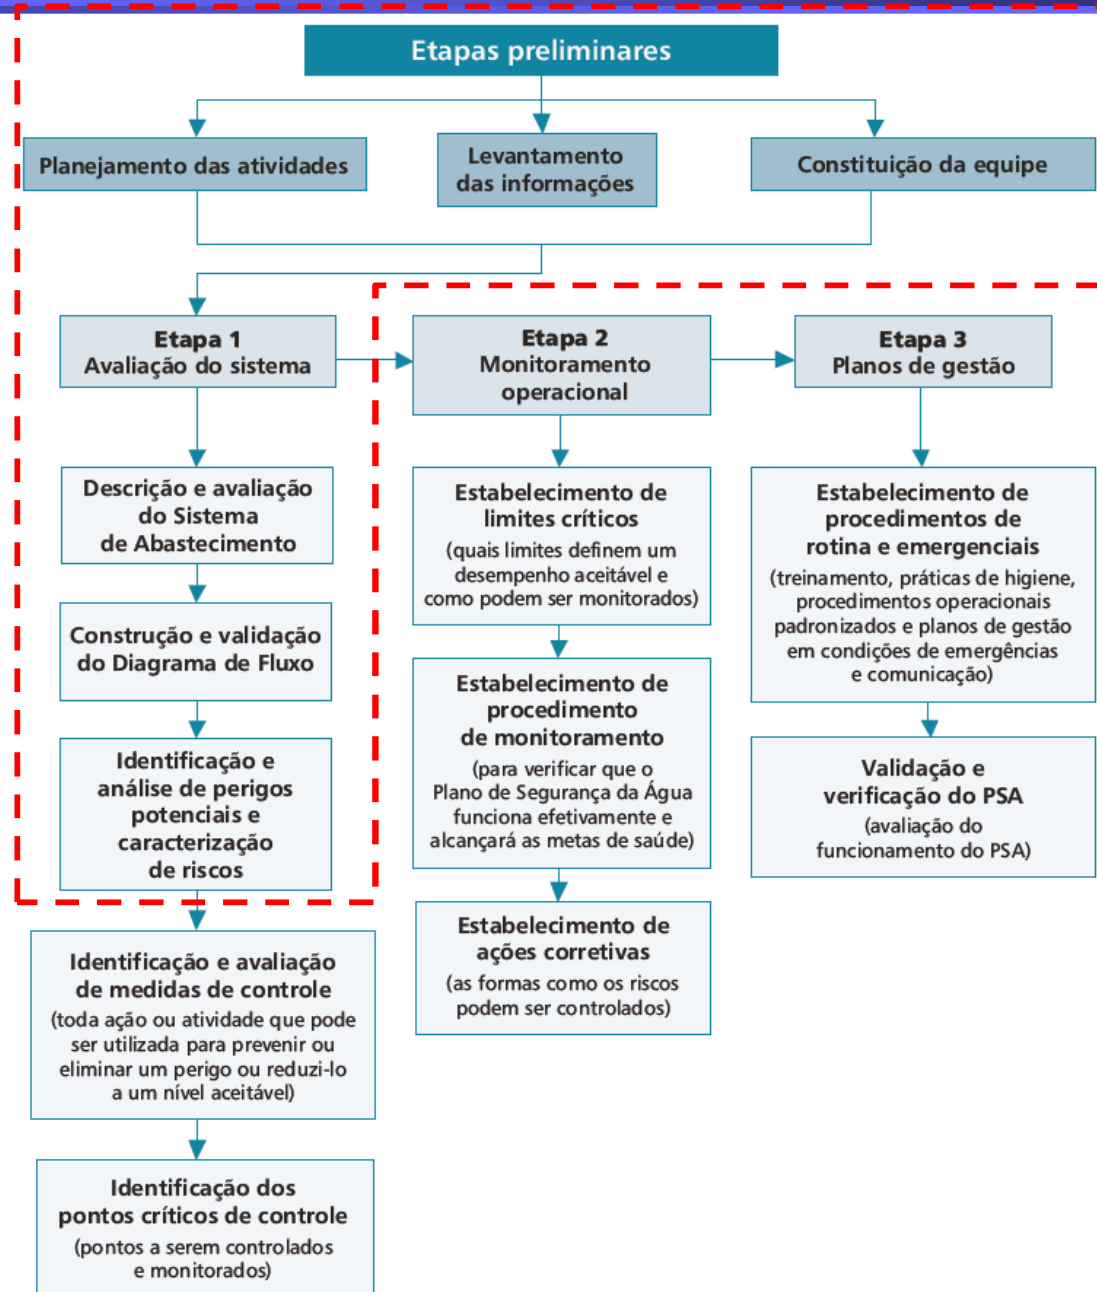 Etapas preliminares
Planejamento das atividades
Levantamento
das informações
Constituição da equipe
Etapa 1
Avaliação do sistema
Etapa 2
Monitoramento
operacional
Etapa 3
Planos de gestão
Descrição e avaliação
do Sistema
de Abastecimento
Construção e validação
do Diagrama de Fluxo
Identificação e
análise de perigos
potenciais e
caracterização
de riscos
Identificação e avaliação
de medidas de controle
(toda ação ou atividade que pode
ser utilizada para prevenir ou
eliminar um perigo ou reduzi-lo
a um nível aceitável)
Identificação dos
pontos críticos de controle
(pontos a serem controlados
e monitorados)
Estabelecimento de
limites críticos
(quais limites definem um
desempenho aceitável e
como podem ser monitorados)
Estabelecimento de
procedimento
de monitoramento
(para verificar que o
Plano de Segurança da Água
funciona efetivamente e
alcançará as metas de saúde)
Estabelecimento de
ações corretivas
(as formas como os riscos
podem ser controlados)
Estabelecimento de
procedimentos de
rotina e emergenciais
(treinamento, práticas de higiene,
procedimentos operacionais
padronizados e planos de gestão
em condições de emergências
e comunicação)
Validação e
verificação do PSA
(avaliação do
funcionamento do PSA)